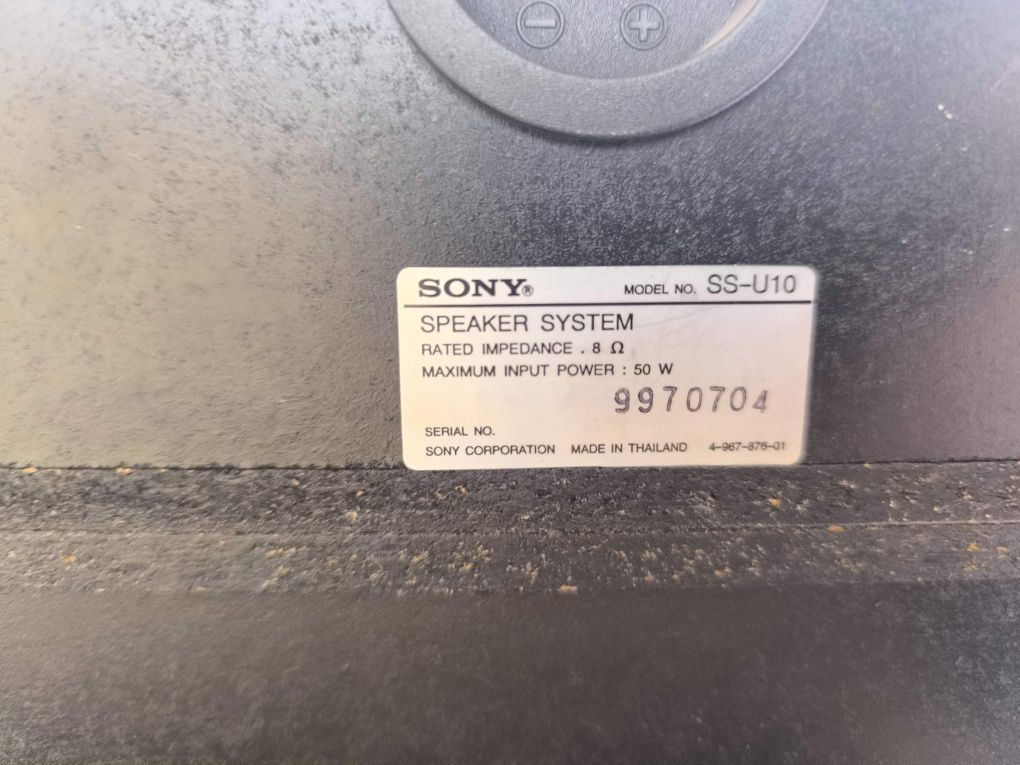 − +
SONY® MODEL NO. SS-U10
SPEAKER SYSTEM
RATED IMPEDANCE . 8 Ω
MAXIMUM INPUT POWER : 50 W
9970704
SERIAL NO.
SONY CORPORATION MADE IN THAILAND 4-967-876-01